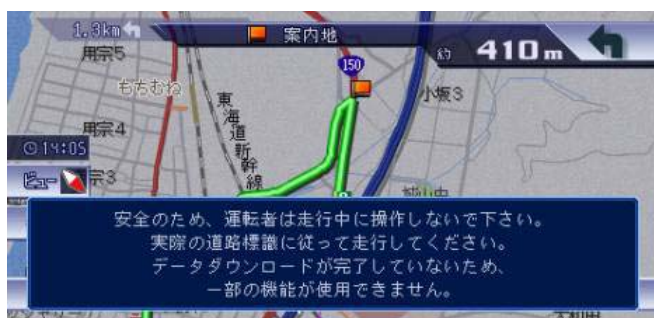 1.3km
案内地
約 410m
用宗5
150
もちむね
小坂3
東海道新幹線
用宗4
14:05
ビュー
宗3
安全のため、運転者は走行中に操作しないで下さい。
実際の道路標識に従って走行してください。
データダウンロードが完了していないため、
一部の機能が使用できません。